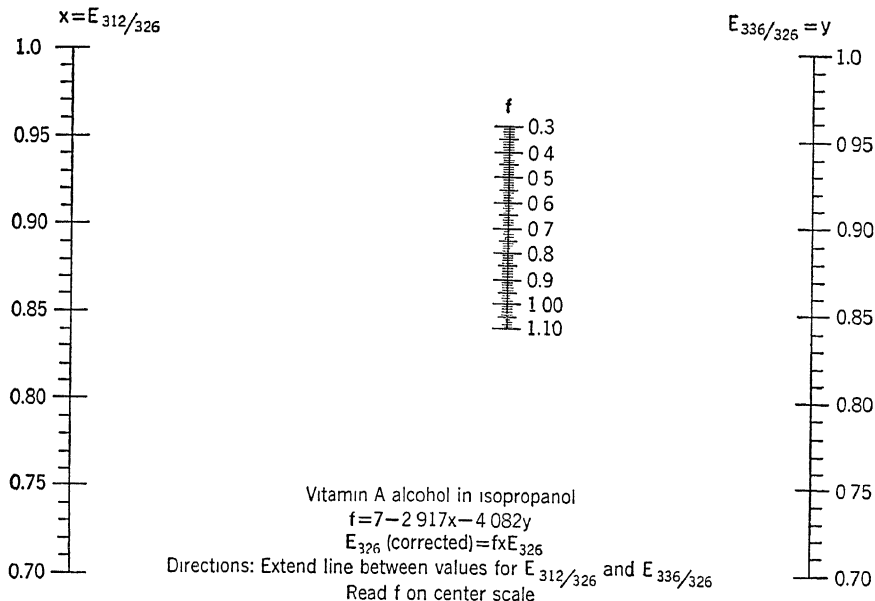 x=E312/326
E336/326=y
1.0
0.95
0.90
0.85
0.80
0.75
0.70
f
0.3
0 4
0 5
0 6
0 7
0.8
0.9
1 00
1.10
1.0
0 95
0.90
0.85
0.80
0.75
0.70
Vitamin A alcohol in isopropanol
f=7-2 917x-4 082y
E326 (corrected)=fxE326
Directions: Extend line between values for E312/326 and E336/326
Read f on center scale